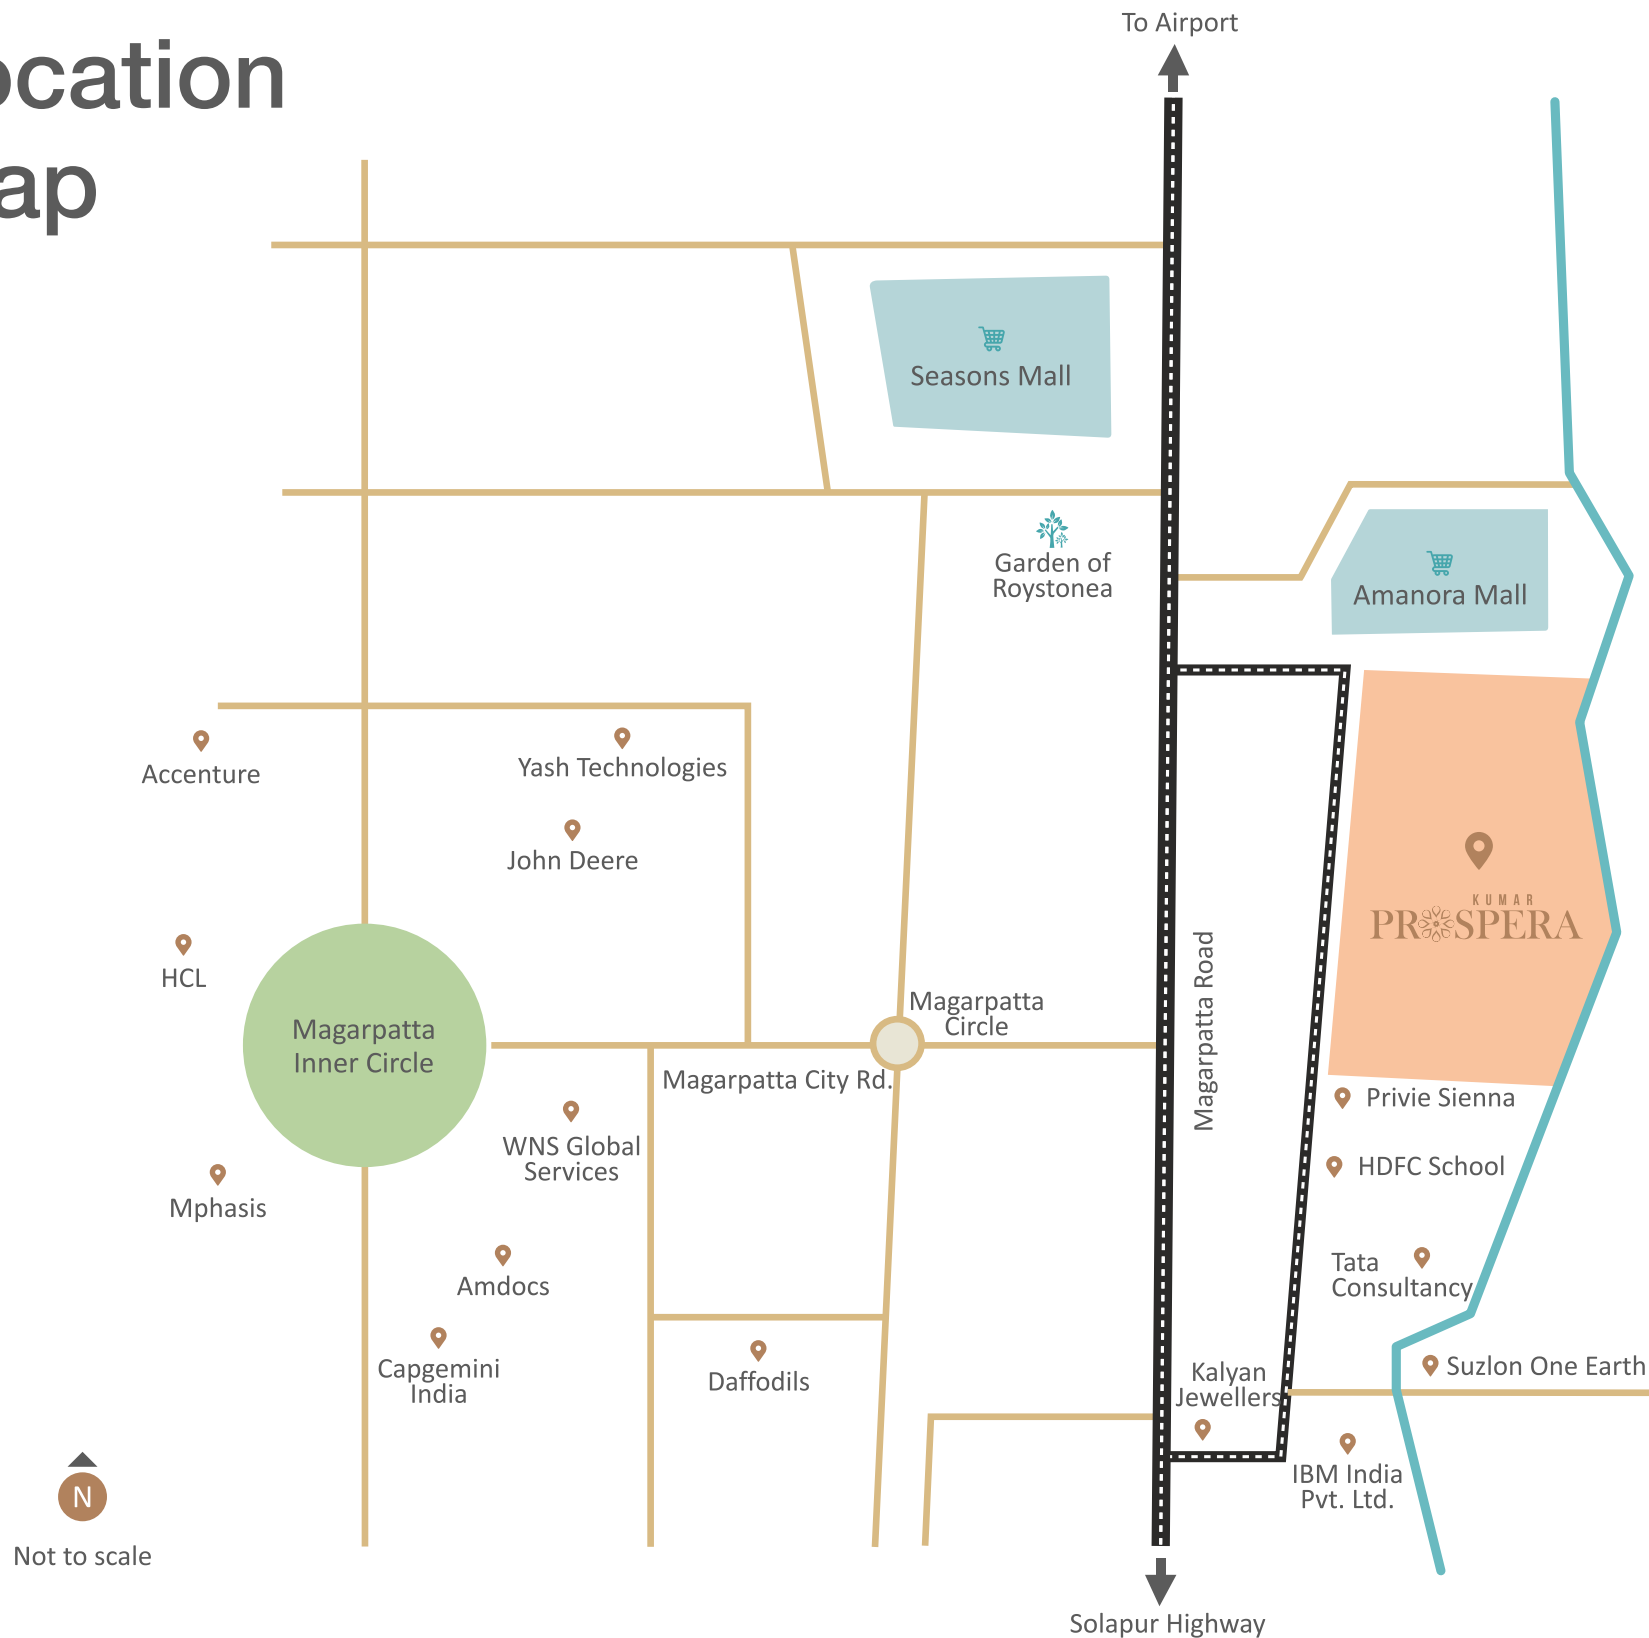 ocation
ap
To Airport
Seasons Mall
Garden of
Roystonea
Amanora Mall
Accenture
Yash Technologies
John Deere
KUMAR
PROSPERA
HCL
Magarpatta
Inner Circle
Magarpatta
Circle
Magarpatta City Rd.
Magarpatta Road
Privie Sienna
WNS Global
Services
HDFC School
Mphasis
Amdocs
Tata
Consultancy
Capgemini
India
Daffodils
Kalyan
Jewellers
Suzlon One Earth
IBM India
Pvt. Ltd.
N
Not to scale
Solapur Highway